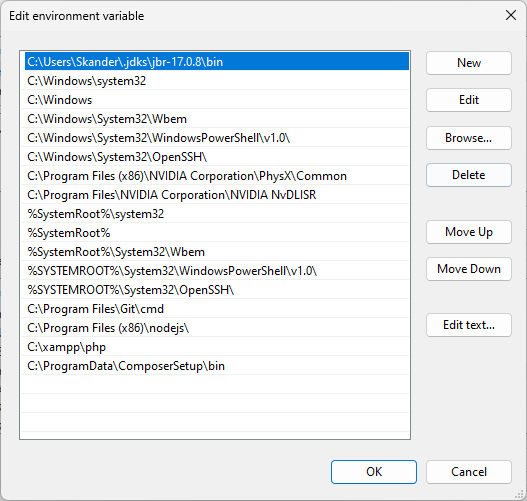 Edit environment variable
C:\Users\Skander\.jdks\jbr-17.0.8\bin
C:\Windows\system32
C:\Windows
C:\Windows\System32\Wbem
C:\Windows\System32\WindowsPowerShell\v1.0\
C:\Windows\System32\OpenSSH\
C:\Program Files (x86)\NVIDIA Corporation\PhysX\Common
C:\Program Files\NVIDIA Corporation\NVIDIA NvDLISR
%SystemRoot%\system32
%SystemRoot%
%SystemRoot%\System32\Wbem
%SYSTEMROOT%\System32\WindowsPowerShell\v1.0\
%SYSTEMROOT%\System32\OpenSSH\
C:\Program Files\Git\cmd
C:\Program Files (x86)\nodejs\
C:\xampp\php
C:\ProgramData\ComposerSetup\bin
New
Edit
Browse...
Delete
Move Up
Move Down
Edit text...
OK
Cancel